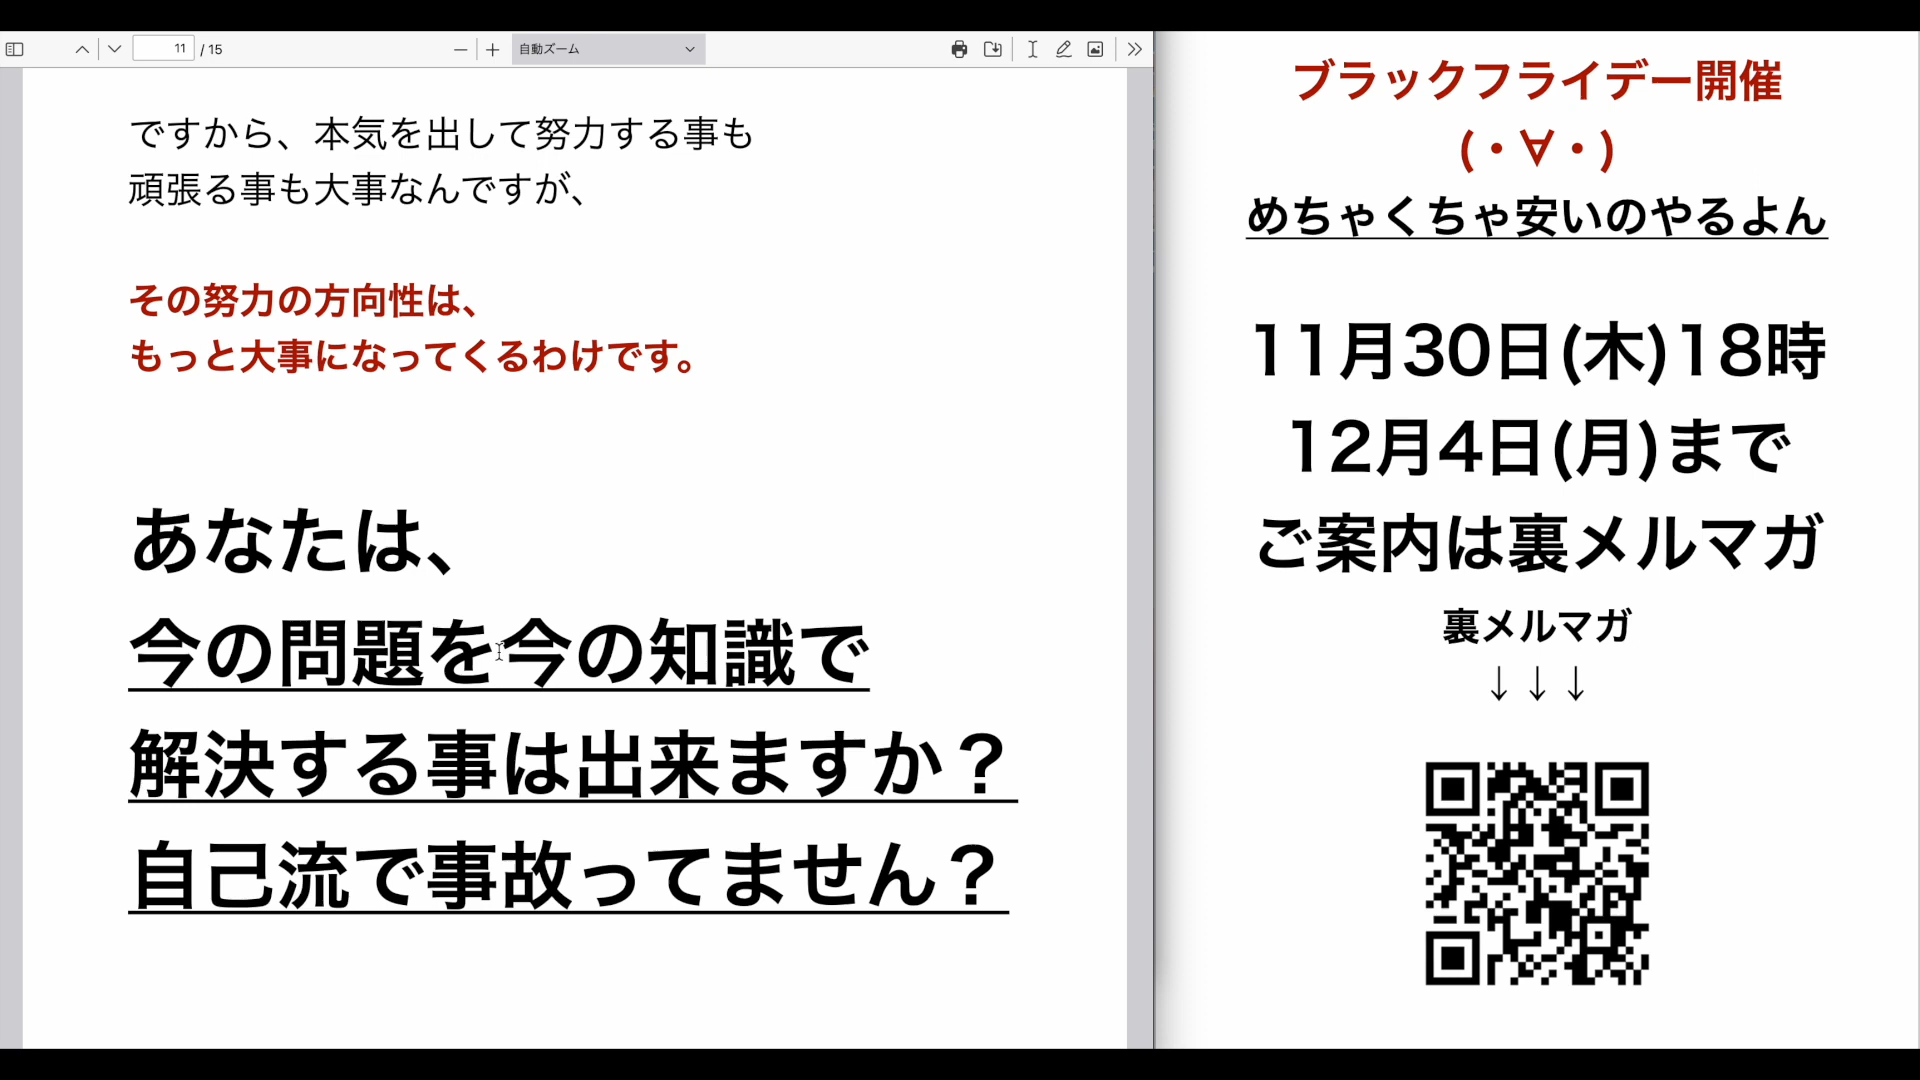 11 / 15
自動ズーム
ですから、本気を出して努力する事も
頑張る事も大事なんですが、
その努力の方向性は、
もっと大事になってくるわけです。
あなたは、
今の問題を今の知識で
解決する事は出来ますか？
自己流で事故ってません？
ブラックフライデー開催
(・∀・)
めちゃくちゃ安いのやるよん
11月30日(木)18時
12月4日(月)まで
ご案内は裏メルマガ
裏メルマガ
↓↓↓